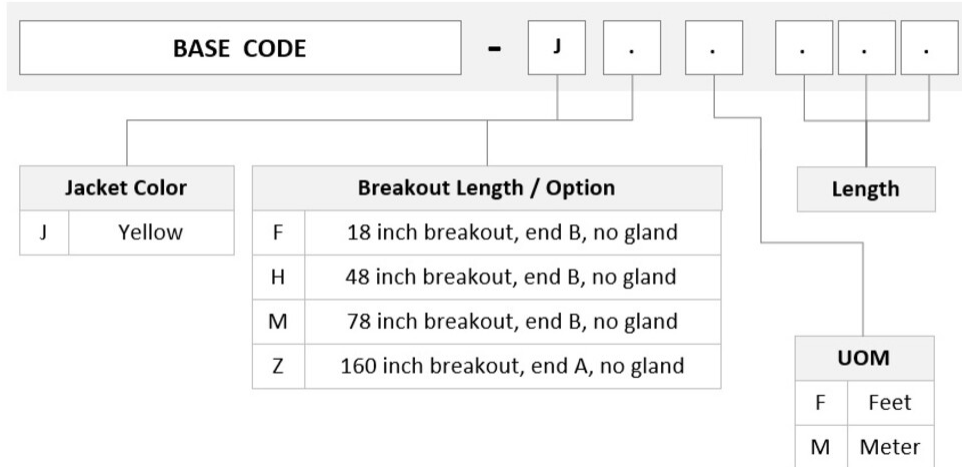 BASE CODE - J . . . . .
Jacket Color
J Yellow
Breakout Length / Option
F 18 inch breakout, end B, no gland
H 48 inch breakout, end B, no gland
M 78 inch breakout, end B, no gland
Z 160 inch breakout, end A, no gland
Length
UOM
F Feet
M Meter